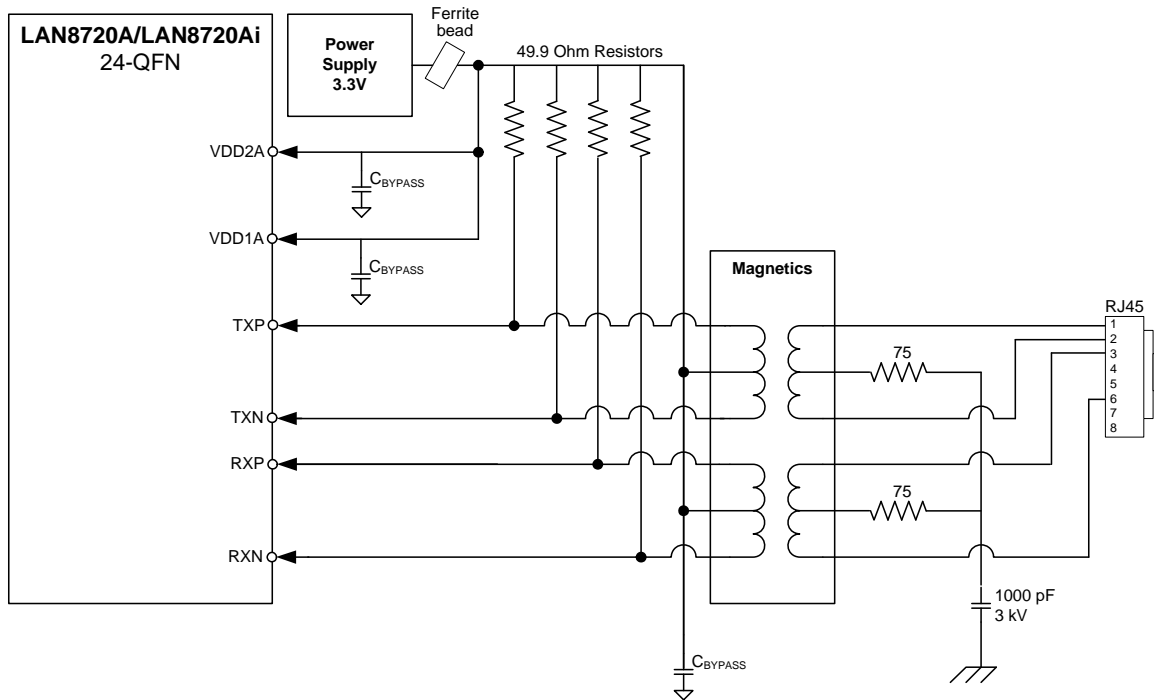 LAN8720A/LAN8720Ai
24-QFN
Power
Supply
3.3V
Ferrite
bead
49.9 Ohm Resistors
VDD2A
CBYPASS
VDD1A
CBYPASS
Magnetics
RJ45
TXP
1
2
3
4
5
6
7
8
75
TXN
RXP
75
RXN
1000 pF
3 kV
CBYPASS